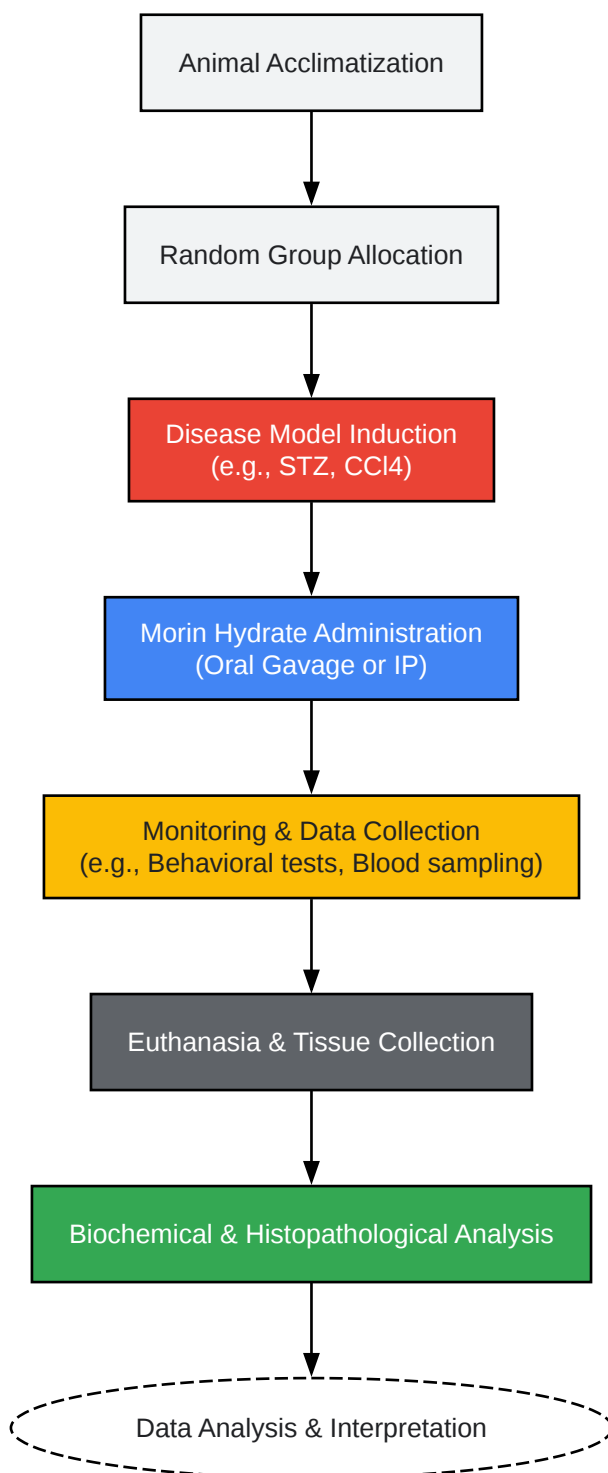 Animal Acclimatization
Random Group Allocation
Disease Model Induction
(e.g., STZ, CCl4)
Morin Hydrate Administration
(Oral Gavage or IP)
Monitoring & Data Collection
(e.g., Behavioral tests, Blood sampling)
Euthanasia & Tissue Collection
Biochemical & Histopathological Analysis
Data Analysis & Interpretation